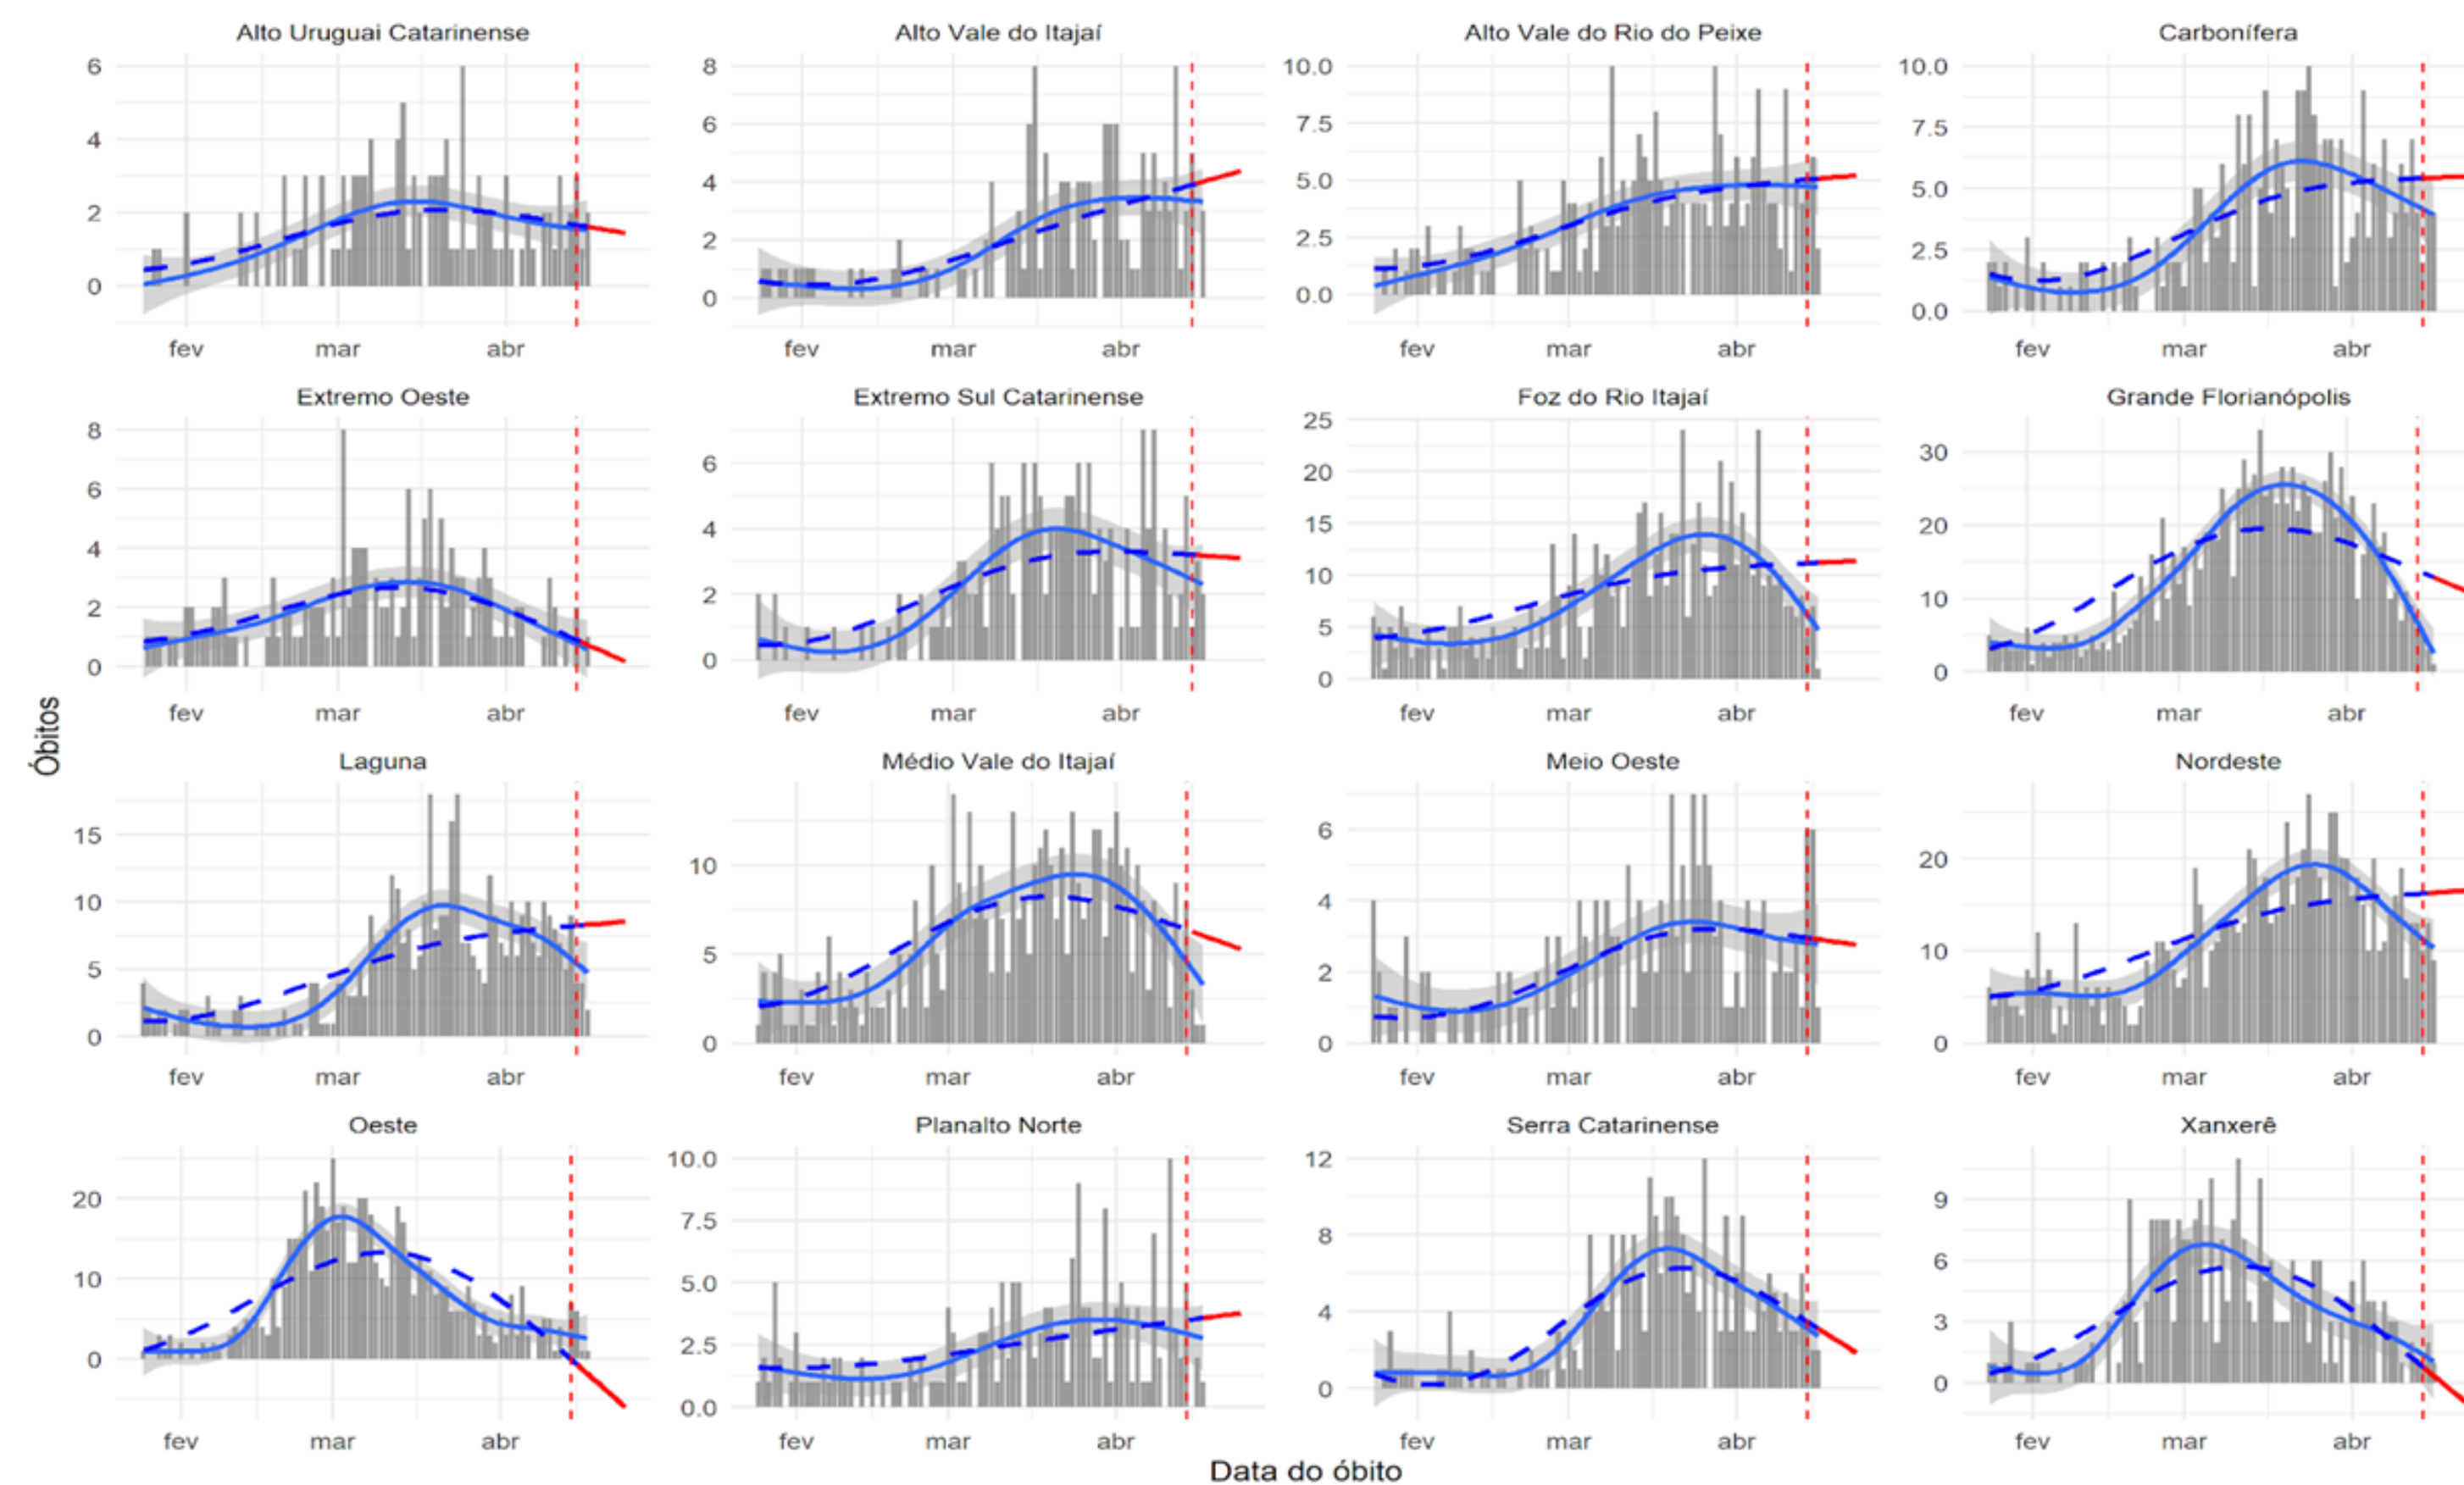 Alto Uruguai Catarinense
Alto Vale do Itajaí
Alto Vale do Rio do Peixe
Carbonífera
6
4
2
0
fev mar abr
8
6
4
2
0
fev mar abr
10.0
7.5
5.0
2.5
0.0
fev mar abr
10.0
7.5
5.0
2.5
0.0
fev mar abr
Extremo Oeste
Extremo Sul Catarinense
Foz do Rio Itajaí
Grande Florianópolis
8
6
4
2
0
fev mar abr
6
4
2
0
fev mar abr
25
20
15
10
5
0
fev mar abr
30
20
10
0
fev mar abr
Óbitos
Laguna
Médio Vale do Itajaí
Meio Oeste
Nordeste
15
10
5
0
fev mar abr
10
5
0
fev mar abr
6
4
2
0
fev mar abr
20
10
0
fev mar abr
Oeste
Planalto Norte
Serra Catarinense
Xanxerê
20
10
0
fev mar abr
10.0
7.5
5.0
2.5
0.0
fev mar abr
12
8
4
0
fev mar abr
9
6
3
0
fev mar abr
Data do óbito